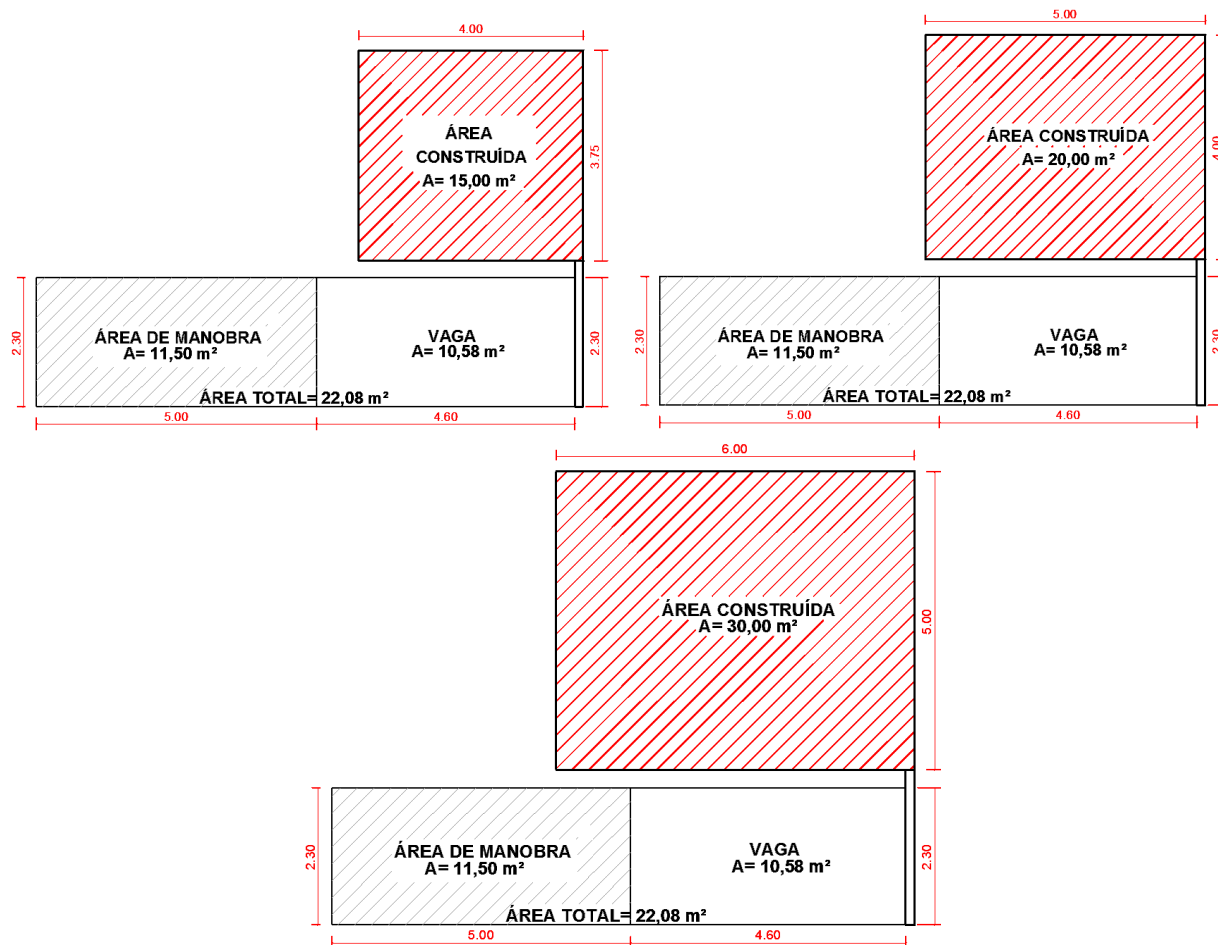 4.00
ÁREA
CONSTRUÍDA
A= 15,00 m²
3.75
2.30
ÁREA DE MANOBRA
A= 11,50 m²
VAGA
A= 10,58 m²
2.30
ÁREA TOTAL= 22,08 m²
5.00
4.60
5.00
ÁREA CONSTRUÍDA
A= 20,00 m²
4.00
2.30
ÁREA DE MANOBRA
A= 11,50 m²
VAGA
A= 10,58 m²
2.30
ÁREA TOTAL= 22,08 m²
5.00
4.60
6.00
ÁREA CONSTRUÍDA
A= 30,00 m²
5.00
2.30
ÁREA DE MANOBRA
A= 11,50 m²
VAGA
A= 10,58 m²
2.30
ÁREA TOTAL= 22,08 m²
5.00
4.60